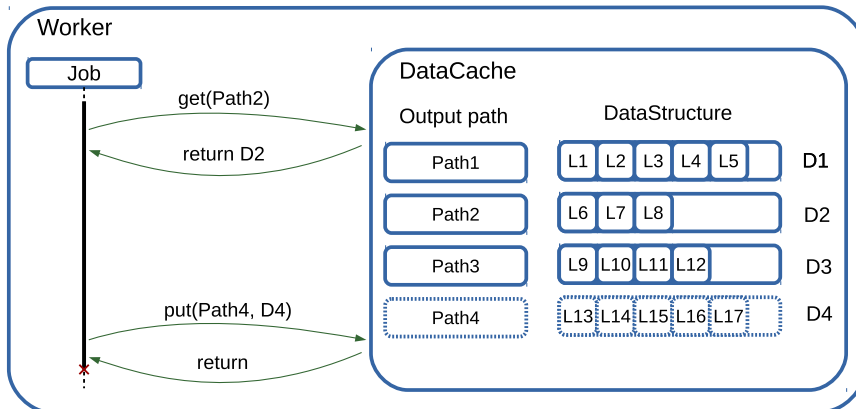 Worker
Job
DataCache
get(Path2)
return D2
Output path
DataStructure
Path1
L1 L2 L3 L4 L5
D1
Path2
L6 L7 L8
D2
Path3
L9 L10 L11 L12
D3
put(Path4, D4)
return
Path4
L13 L14 L15 L16 L17
D4